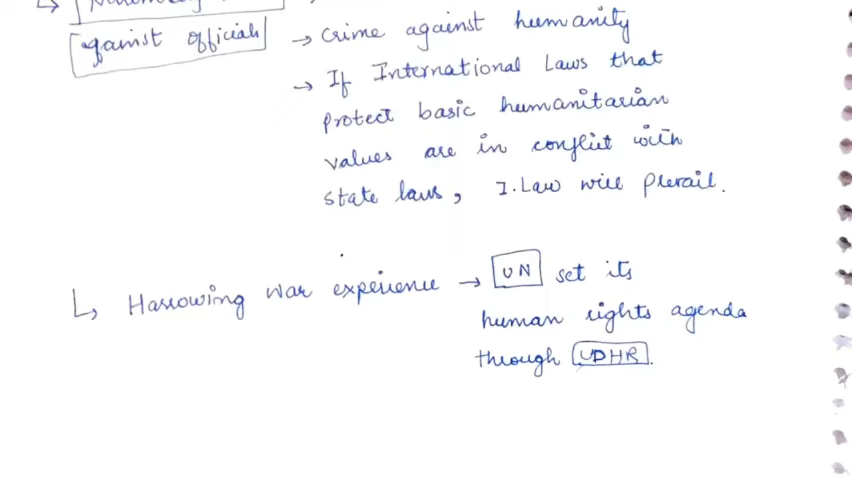 against officials → Crime against humanity
→ If International Laws that
protect basic humanitarian
values are in conflict with
state laws, I. Law will prevail.
↳ Harrowing war experience → UN set its
human rights agenda
through UDHR.